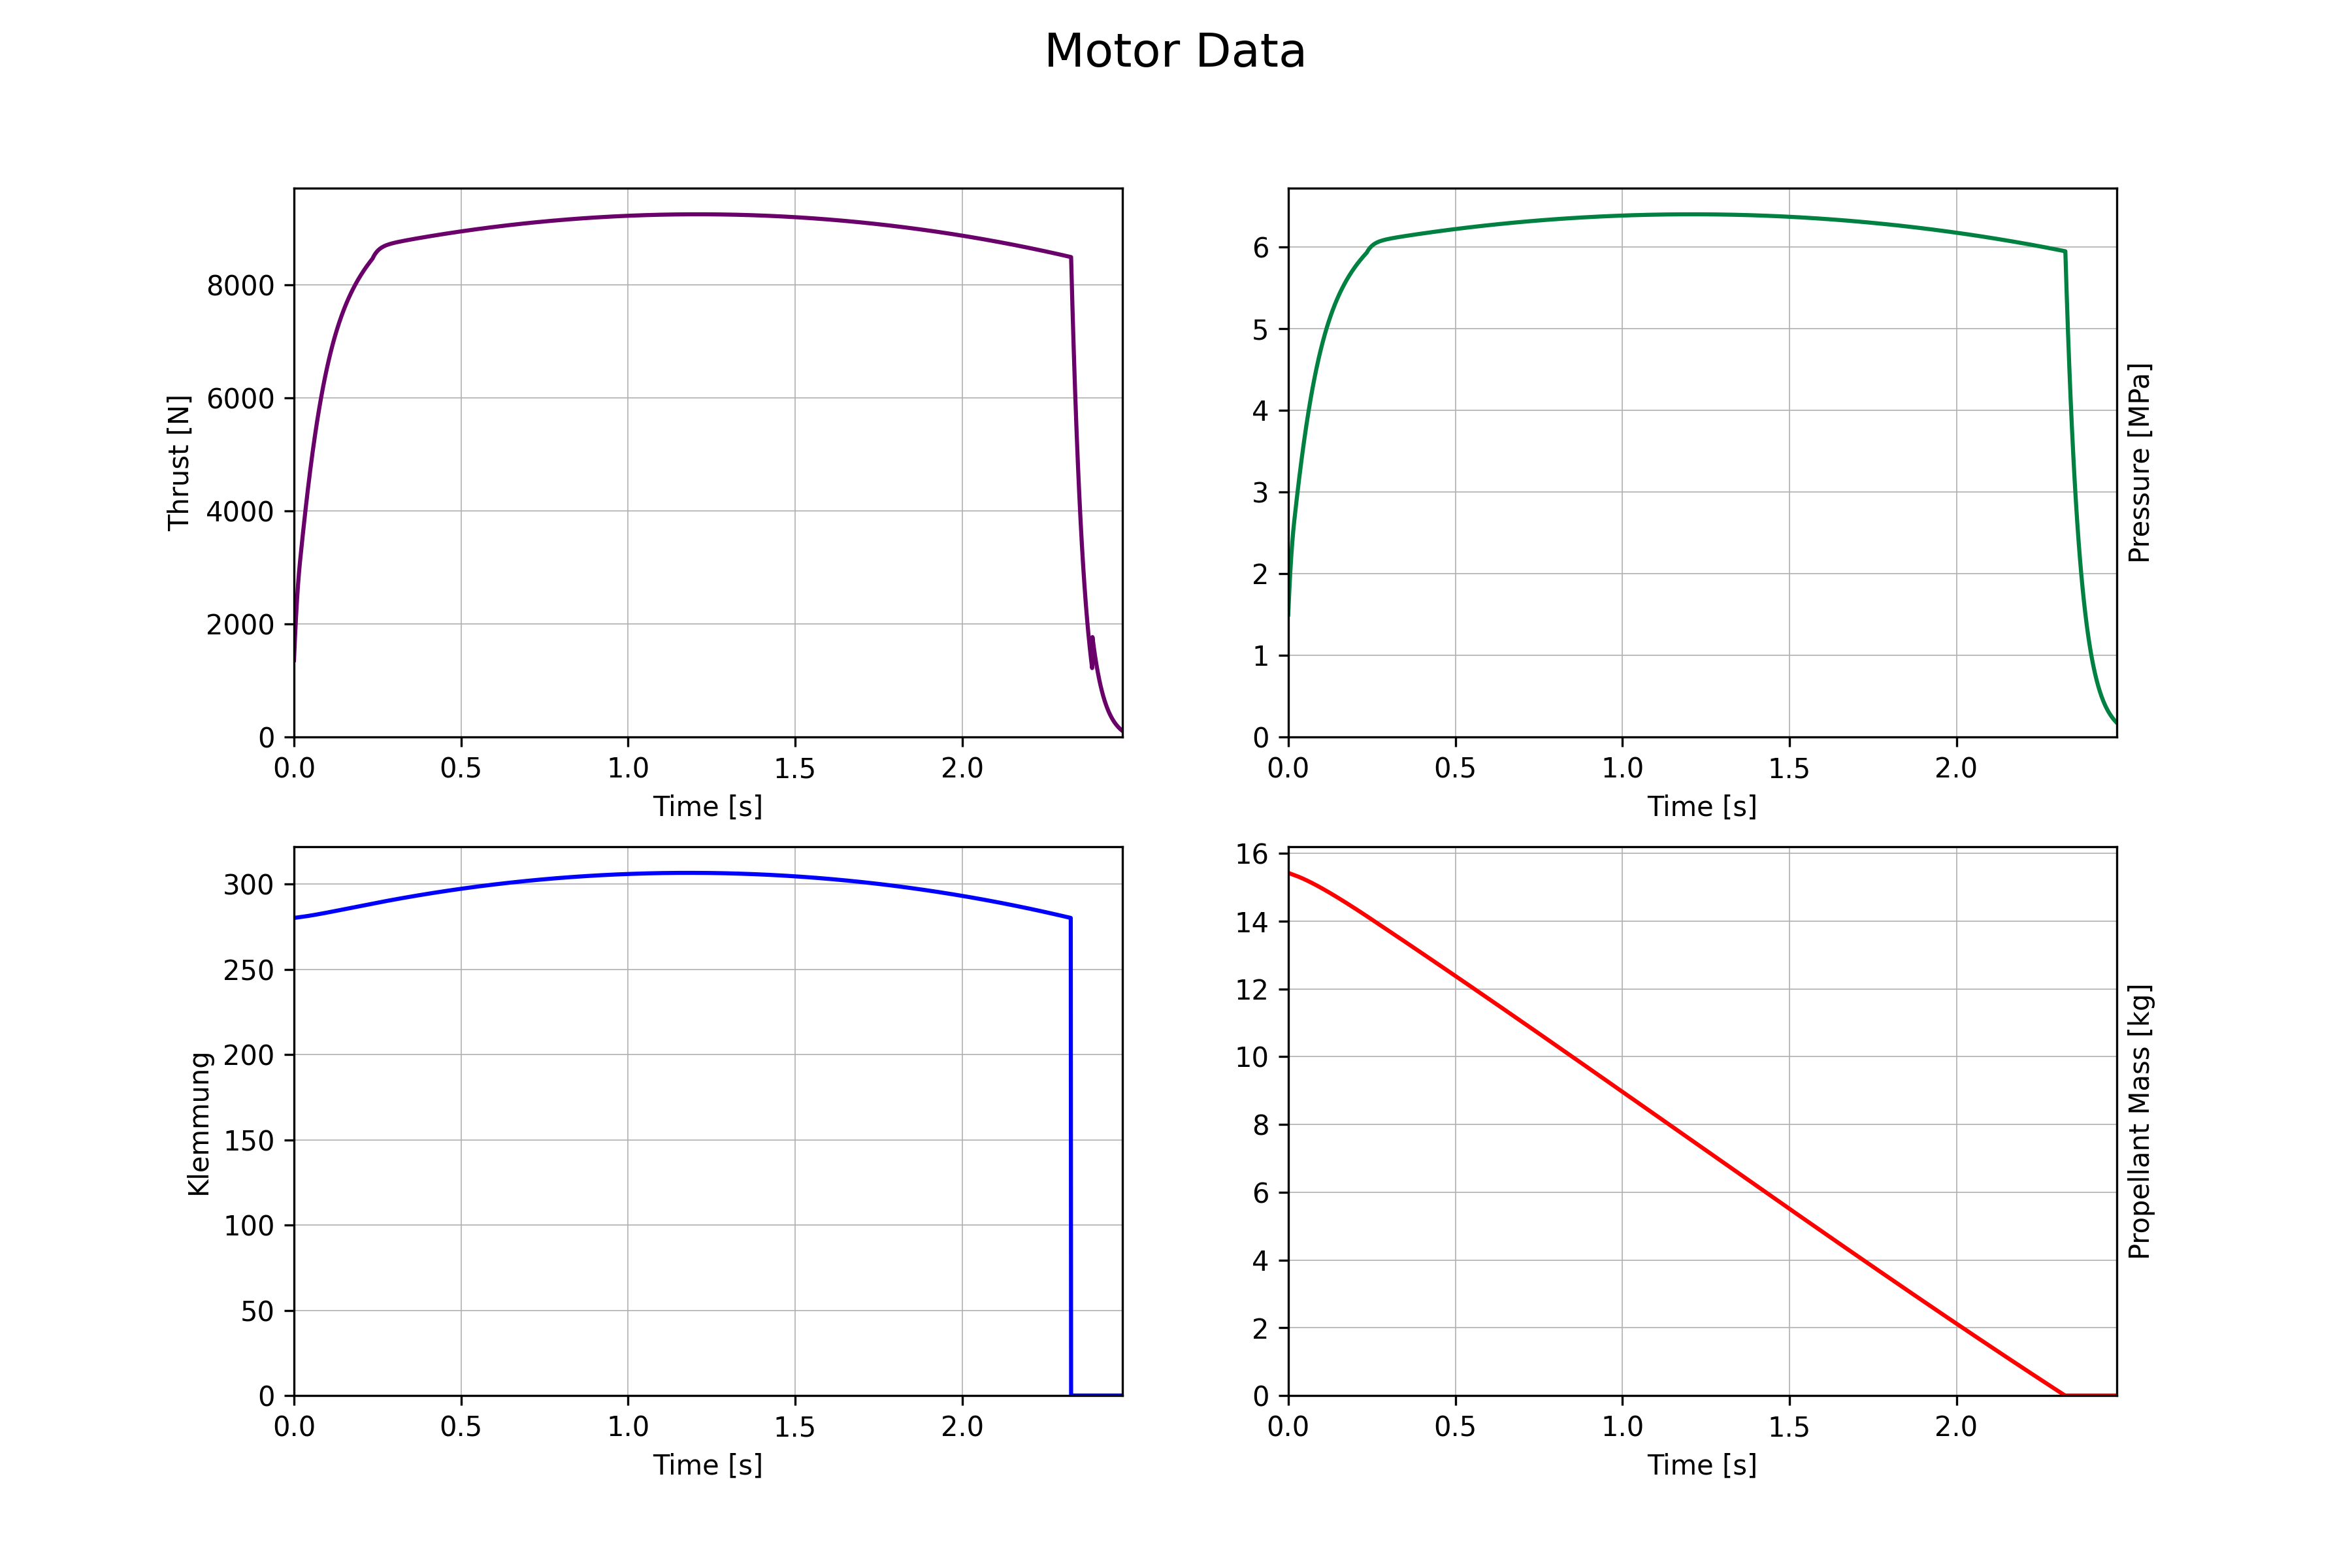 Motor Data
Thrust [N]
8000
6000
4000
2000
0
0.0 0.5 1.0 1.5 2.0
Time [s]
Pressure [MPa]
6
5
4
3
2
1
0
0.0 0.5 1.0 1.5 2.0
Time [s]
Klemmung
300
250
200
150
100
50
0
0.0 0.5 1.0 1.5 2.0
Time [s]
Propellant Mass [kg]
16
14
12
10
8
6
4
2
0
0.0 0.5 1.0 1.5 2.0
Time [s]